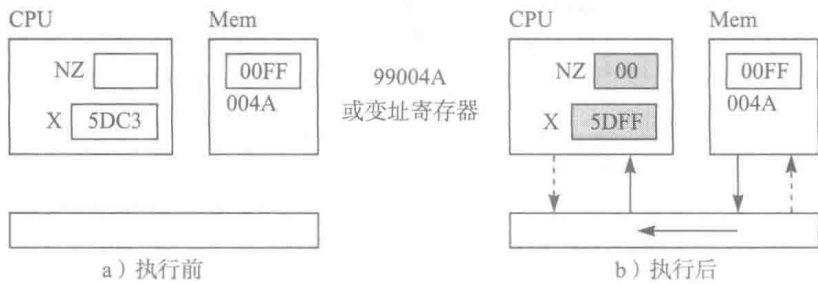 CPU
Mem
NZ
00FF
004A
X
5DC3
99004A
或变址寄存器
CPU
Mem
NZ
00
00FF
004A
X
5DFF
a）执行前
b）执行后